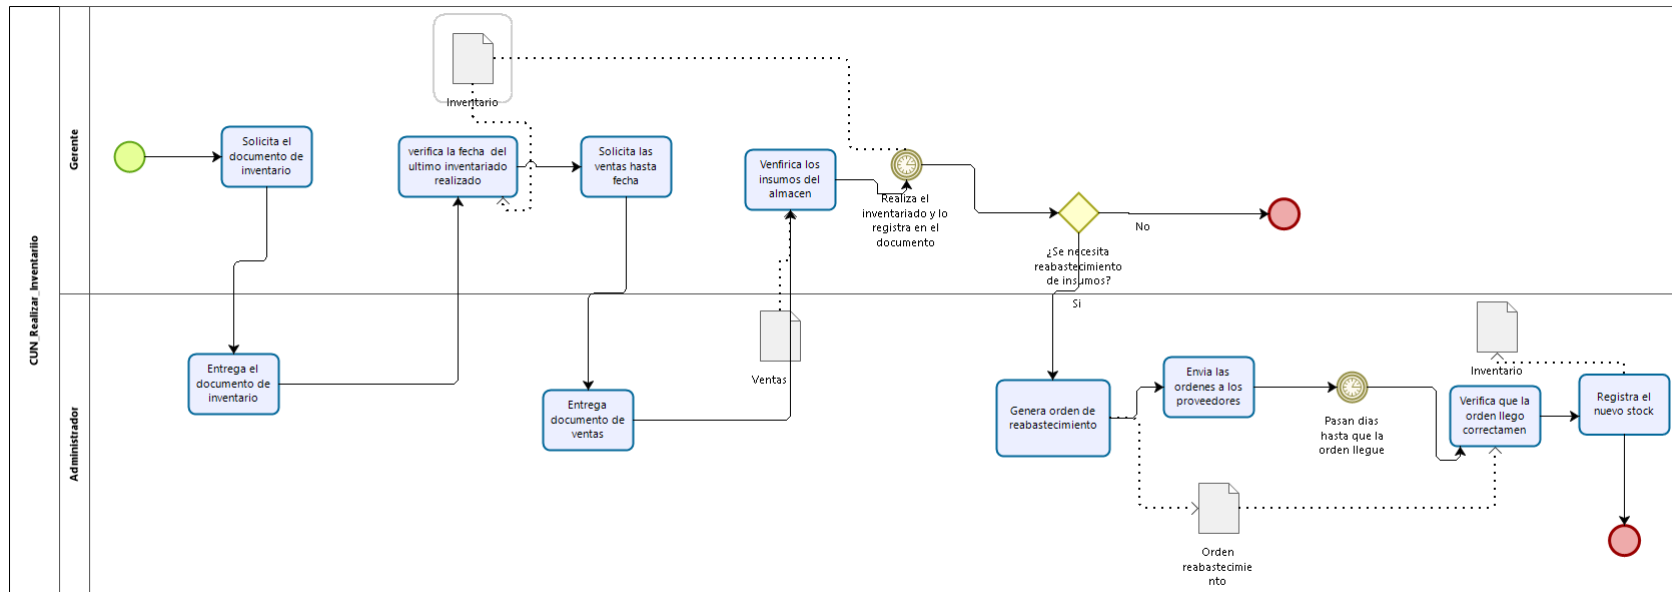 CUN_Realizar_Inventariio
Gerente
Administrador
Solicita el
documento de
inventario
Entrega el
documento de
inventario
Inventario
verifica la fecha del
ultimo inventariado
realizado
Solicita las
ventas hasta
fecha
Entrega
documento de
ventas
Ventas
Venfirica los
insumos del
almacen
Realiza el
inventariado y lo
registra en el
documento
¿Se necesita
reabastecimiento
de insumos?
No
Si
Genera orden de
reabastecimiento
Envia las
ordenes a los
proveedores
Orden
reabastecimie
nto
Pasan dias
hasta que la
orden llegue
Verifica que la
orden llego
correctamen
Inventario
Registra el
nuevo stock